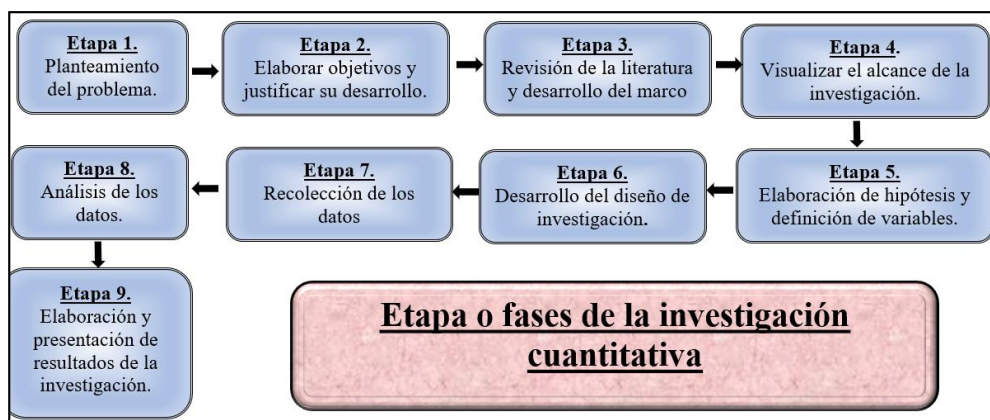 Etapa 1.
Planteamiento
del problema.
Etapa 2.
Elaborar objetivos y
justificar su desarrollo.
Etapa 3.
Revisión de la literatura
y desarrollo del marco
Etapa 4.
Visualizar el alcance de la
investigación.
Etapa 5.
Elaboración de hipótesis y
definición de variables.
Etapa 6.
Desarrollo del diseño de
investigación.
Etapa 7.
Recolección de los
datos
Etapa 8.
Análisis de los
datos.
Etapa 9.
Elaboración y
presentación de
resultados de la
investigación.
Etapa o fases de la investigación
cuantitativa